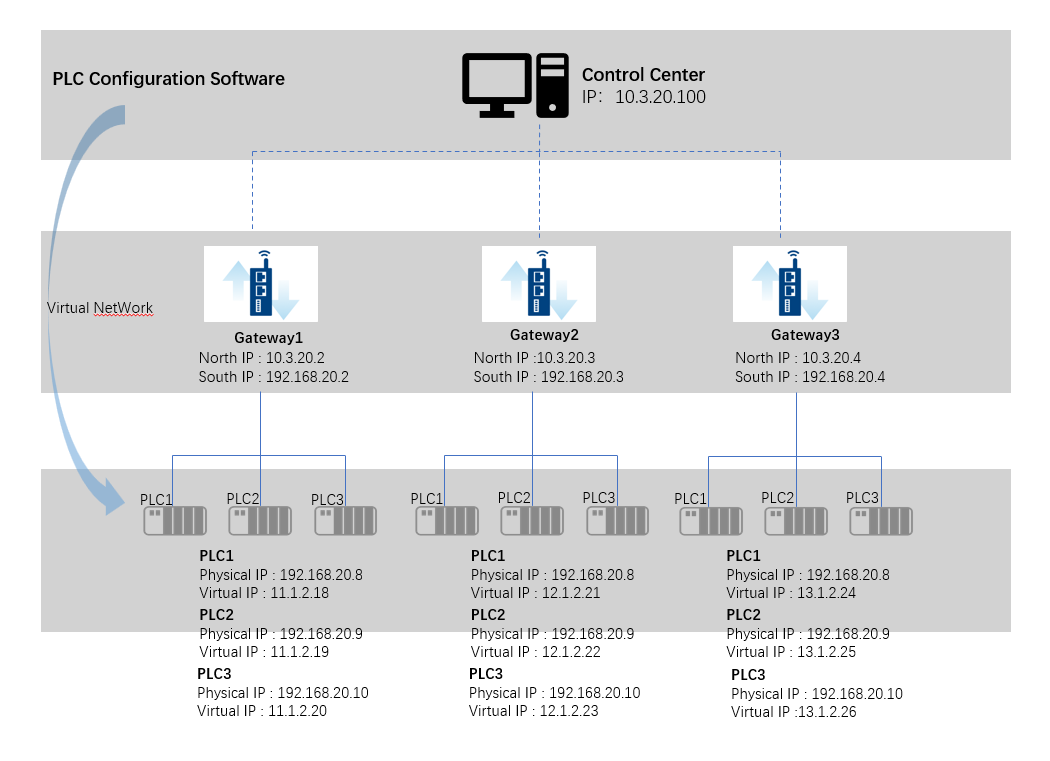 PLC Configuration Software
Control Center
IP： 10.3.20.100
Virtual NetWork
Gateway1
North IP : 10.3.20.2
South IP : 192.168.20.2
Gateway2
North IP :10.3.20.3
South IP : 192.168.20.3
Gateway3
North IP : 10.3.20.4
South IP : 192.168.20.4
PLC1
PLC2
PLC3
PLC1
PLC2
PLC3
PLC1
PLC2
PLC3
PLC1
Physical IP : 192.168.20.8
Virtual IP : 11.1.2.18
PLC2
Physical IP : 192.168.20.9
Virtual IP : 11.1.2.19
PLC3
Physical IP : 192.168.20.10
Virtual IP : 11.1.2.20
PLC1
Physical IP : 192.168.20.8
Virtual IP : 12.1.2.21
PLC2
Physical IP : 192.168.20.9
Virtual IP : 12.1.2.22
PLC3
Physical IP : 192.168.20.10
Virtual IP : 12.1.2.23
PLC1
Physical IP : 192.168.20.8
Virtual IP : 13.1.2.24
PLC2
Physical IP : 192.168.20.9
Virtual IP : 13.1.2.25
PLC3
Physical IP : 192.168.20.10
Virtual IP :13.1.2.26